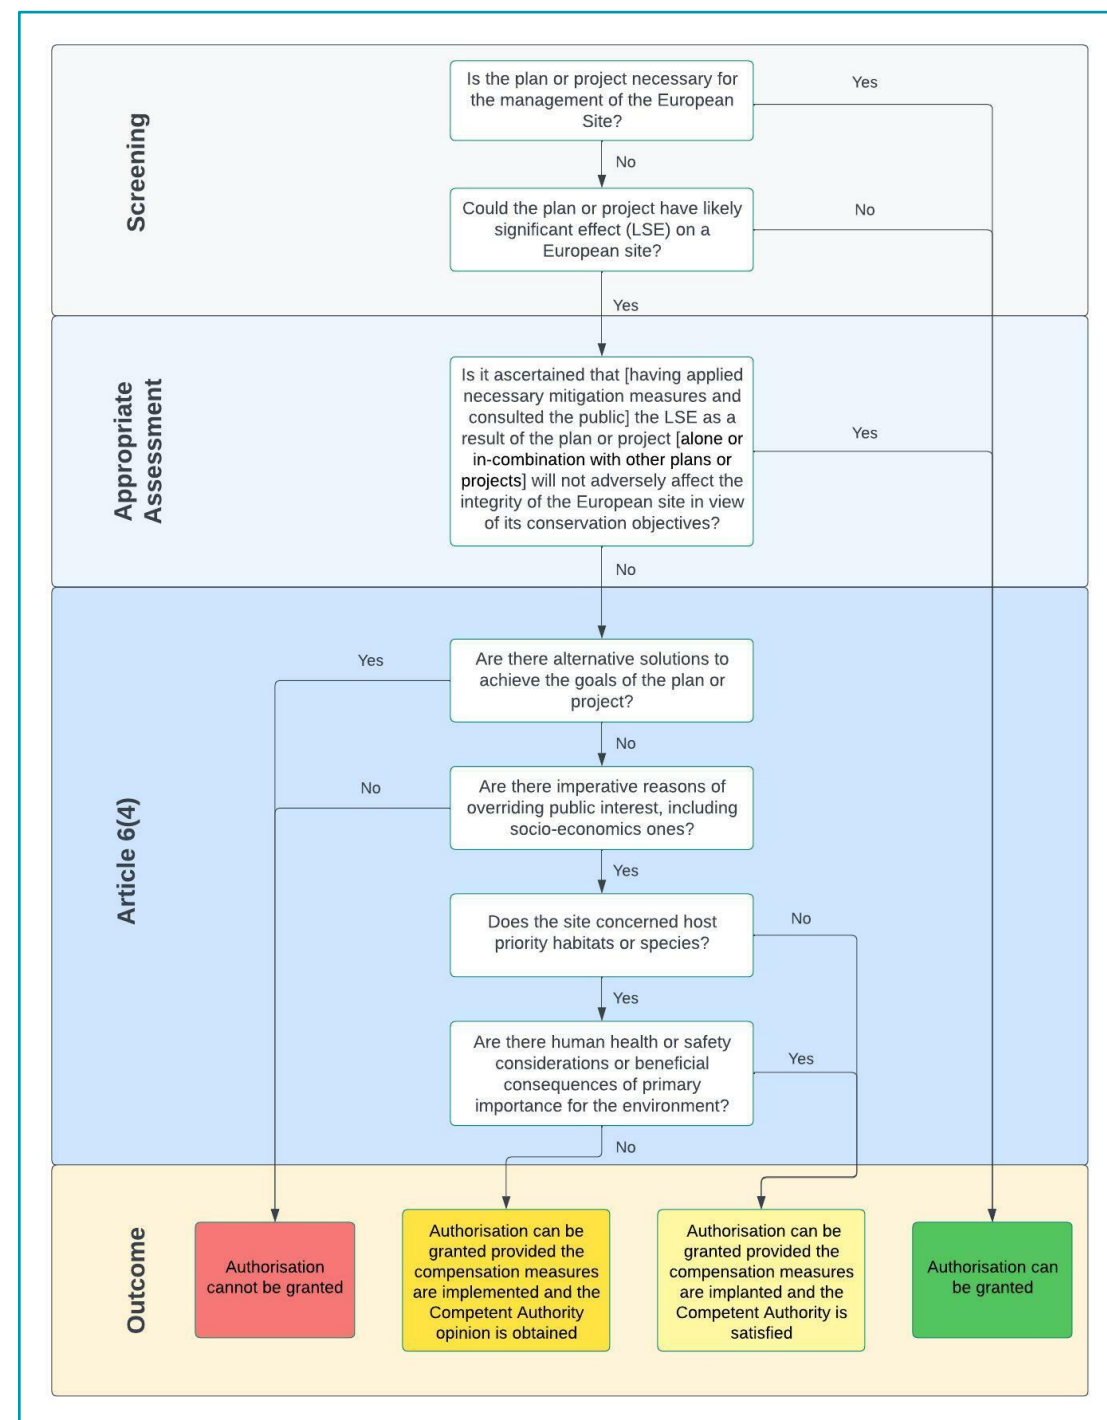 Screening
Is the plan or project necessary for
the management of the European
Site?
Yes
No
Could the plan or project have likely
significant effect (LSE) on a
European site?
No
Yes
Appropriate
Assessment
Is it ascertained that [having applied
necessary mitigation measures and
consulted the public] the LSE as a
result of the plan or project [alone or
in-combination with other plans or
projects] will not adversely affect the
integrity of the European site in view
of its conservation objectives?
Yes
No
Article 6(4)
Are there alternative solutions to
achieve the goals of the plan or
project?
Yes
No
Are there imperative reasons of
overriding public interest, including
socio-economics ones?
No
Yes
Does the site concerned host
priority habitats or species?
No
Yes
Are there human health or safety
considerations or beneficial
consequences of primary
importance for the environment?
Yes
No
Outcome
Authorisation
cannot be granted
Authorisation can be
granted provided the
compensation measures
are implemented and the
Competent Authority
opinion is obtained
Authorisation can be
granted provided the
compensation measures
are implanted and the
Competent Authority is
satisfied
Authorisation can
be granted